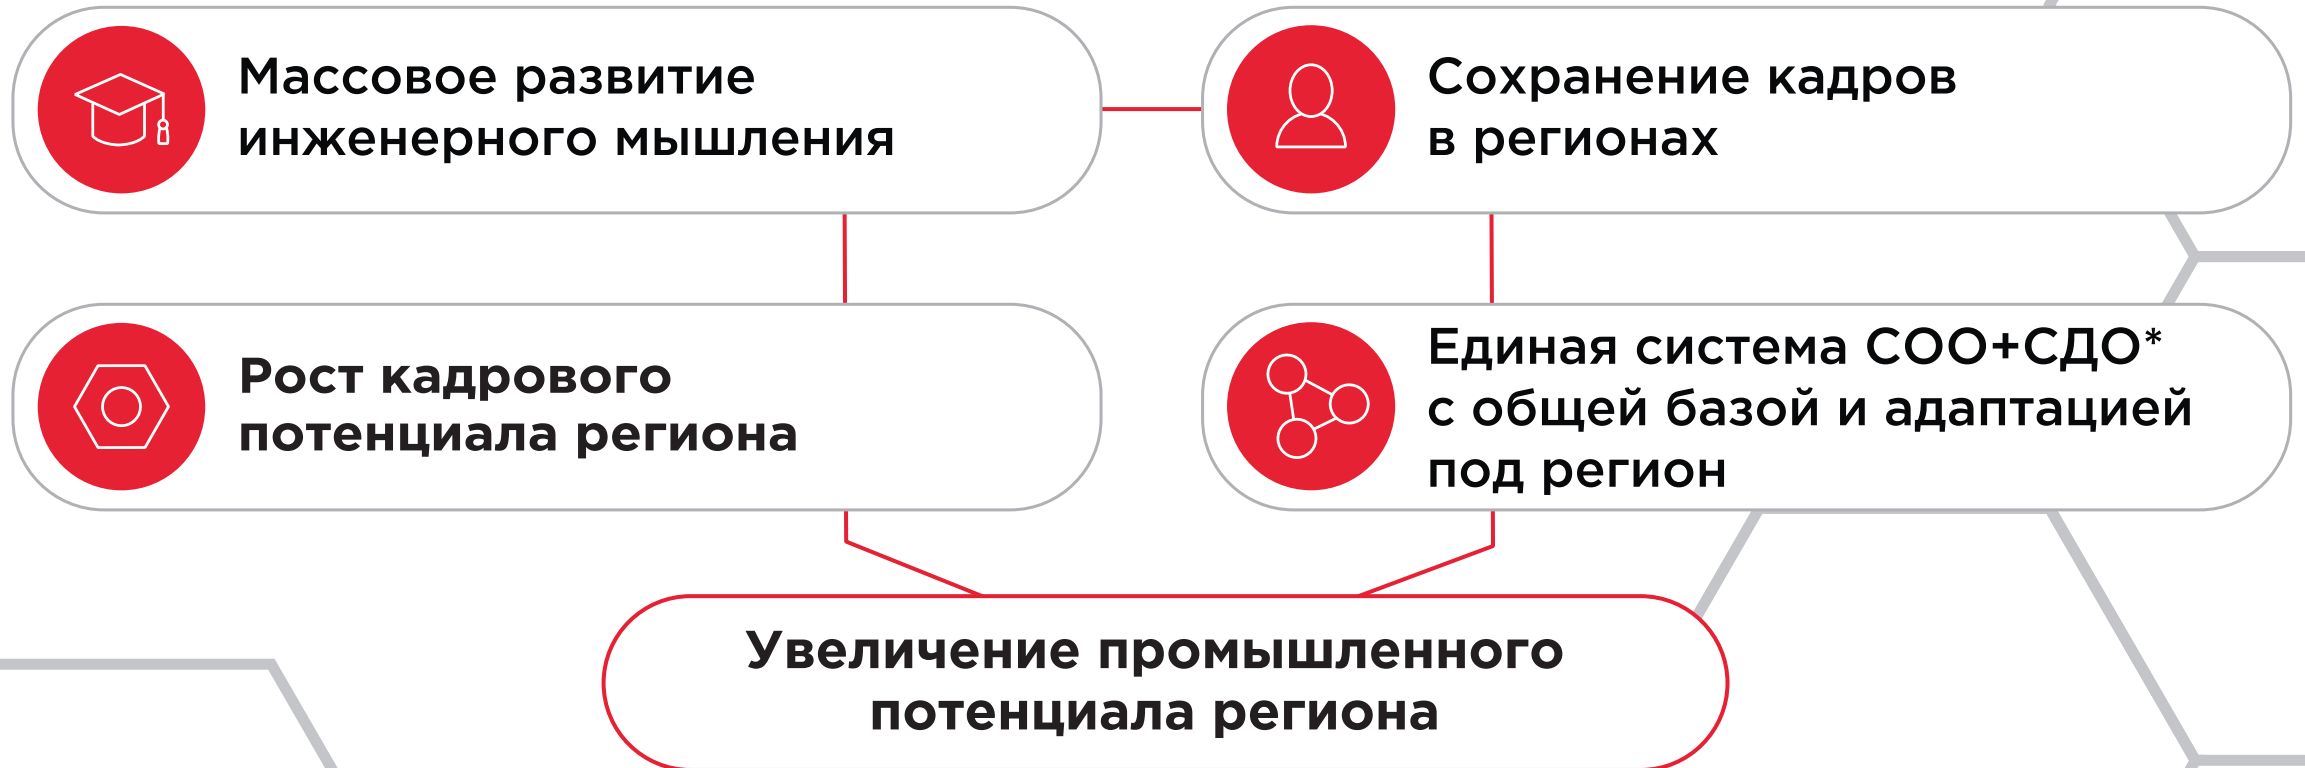 Массовое развитие
инженерного мышления
Сохранение кадров
в регионах
Рост кадрового
потенциала региона
Единая система СОО+СДО*
с общей базой и адаптацией
под регион
Увеличение промышленного
потенциала региона